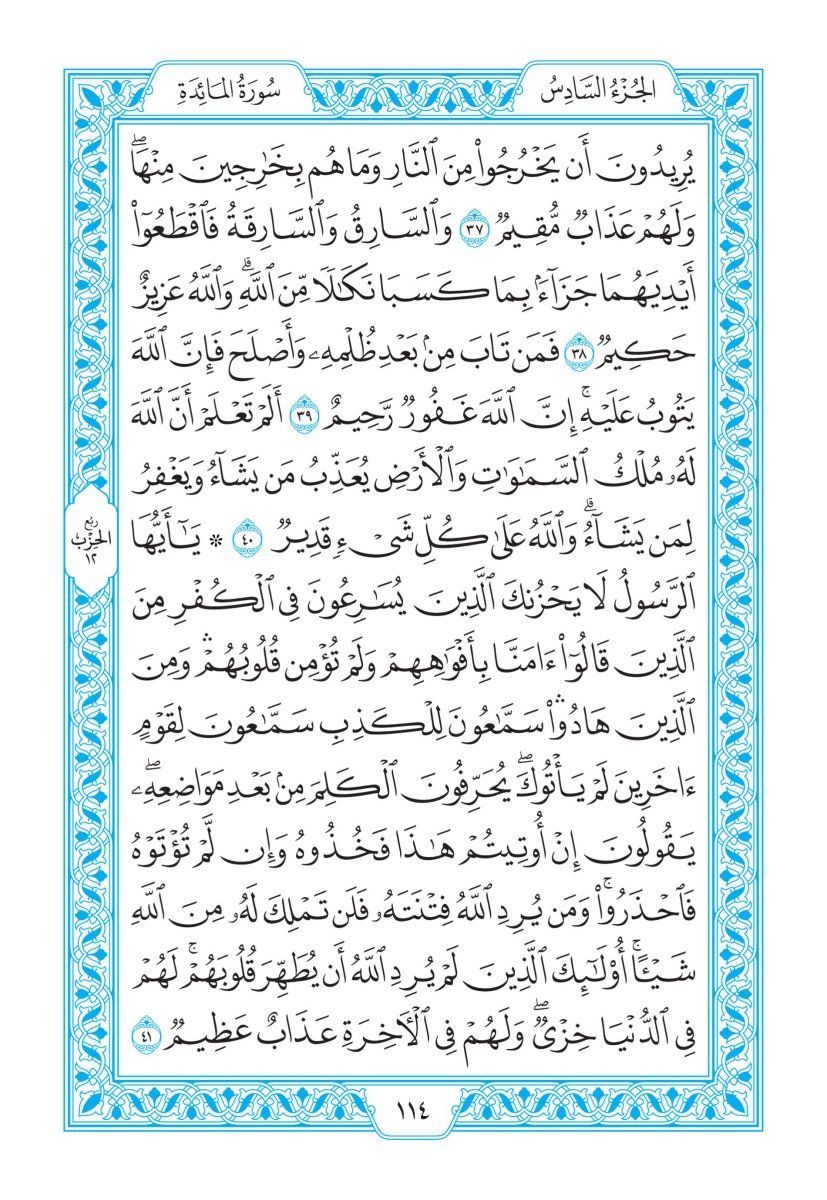 الجُزْءُ السَّادِسُ
سُورَةُ المَائِدَةِ
يُرِيدُونَ أَن يَخْرُجُوا۟ مِنَ ٱلنَّارِ وَمَا هُم بِخَـٰرِجِينَ مِنْهَاۖ
وَلَهُمْ عَذَابٌ مُّقِيمٌ ٣٧ وَٱلسَّارِقُ وَٱلسَّارِقَةُ فَٱقْطَعُوٓا۟
أَيْدِيَهُمَا جَزَآءَۢ بِمَا كَسَبَا نَكَـٰلًا مِّنَ ٱللَّهِۗ وَٱللَّهُ عَزِيزٌ
حَكِيمٌ ٣٨ فَمَن تَابَ مِنۢ بَعْدِ ظُلْمِهِۦ وَأَصْلَحَ فَإِنَّ ٱللَّهَ
يَتُوبُ عَلَيْهِۚ إِنَّ ٱللَّهَ غَفُورٌ رَّحِيمٌ ٣٩ أَلَمْ تَعْلَمْ أَنَّ ٱللَّهَ
لَهُۥ مُلْكُ ٱلسَّمَـٰوَٰتِ وَٱلْأَرْضِ يُعَذِّبُ مَن يَشَآءُ وَيَغْفِرُ
لِمَن يَشَآءُۗ وَٱللَّهُ عَلَىٰ كُلِّ شَىْءٍ قَدِيرٌ ٤٠ * يَـٰٓأَيُّهَا
ربع
الحزب
١٢
ٱلرَّسُولُ لَا يَحْزُنكَ ٱلَّذِينَ يُسَـٰرِعُونَ فِى ٱلْكُفْرِ مِنَ
ٱلَّذِينَ قَالُوٓا۟ ءَامَنَّا بِأَفْوَٰهِهِمْ وَلَمْ تُؤْمِن قُلُوبُهُمْۛ وَمِنَ
ٱلَّذِينَ هَادُوا۟ۛ سَمَّـٰعُونَ لِلْكَذِبِ سَمَّـٰعُونَ لِقَوْمٍ
ءَاخَرِينَ لَمْ يَأْتُوكَۖ يُحَرِّفُونَ ٱلْكَلِمَ مِنۢ بَعْدِ مَوَاضِعِهِۦۖ
يَقُولُونَ إِنْ أُوتِيتُمْ هَـٰذَا فَخُذُوهُ وَإِن لَّمْ تُؤْتَوْهُ
فَٱحْذَرُوا۟ۚ وَمَن يُرِدِ ٱللَّهُ فِتْنَتَهُۥ فَلَن تَمْلِكَ لَهُۥ مِنَ ٱللَّهِ
شَيْـًٔاۚ أُو۟لَـٰٓئِكَ ٱلَّذِينَ لَمْ يُرِدِ ٱللَّهُ أَن يُطَهِّرَ قُلُوبَهُمْۚ لَهُمْ
فِى ٱلدُّنْيَا خِزْىٌۖ وَلَهُمْ فِى ٱلْـَٔاخِرَةِ عَذَابٌ عَظِيمٌ ٤١
١١٤